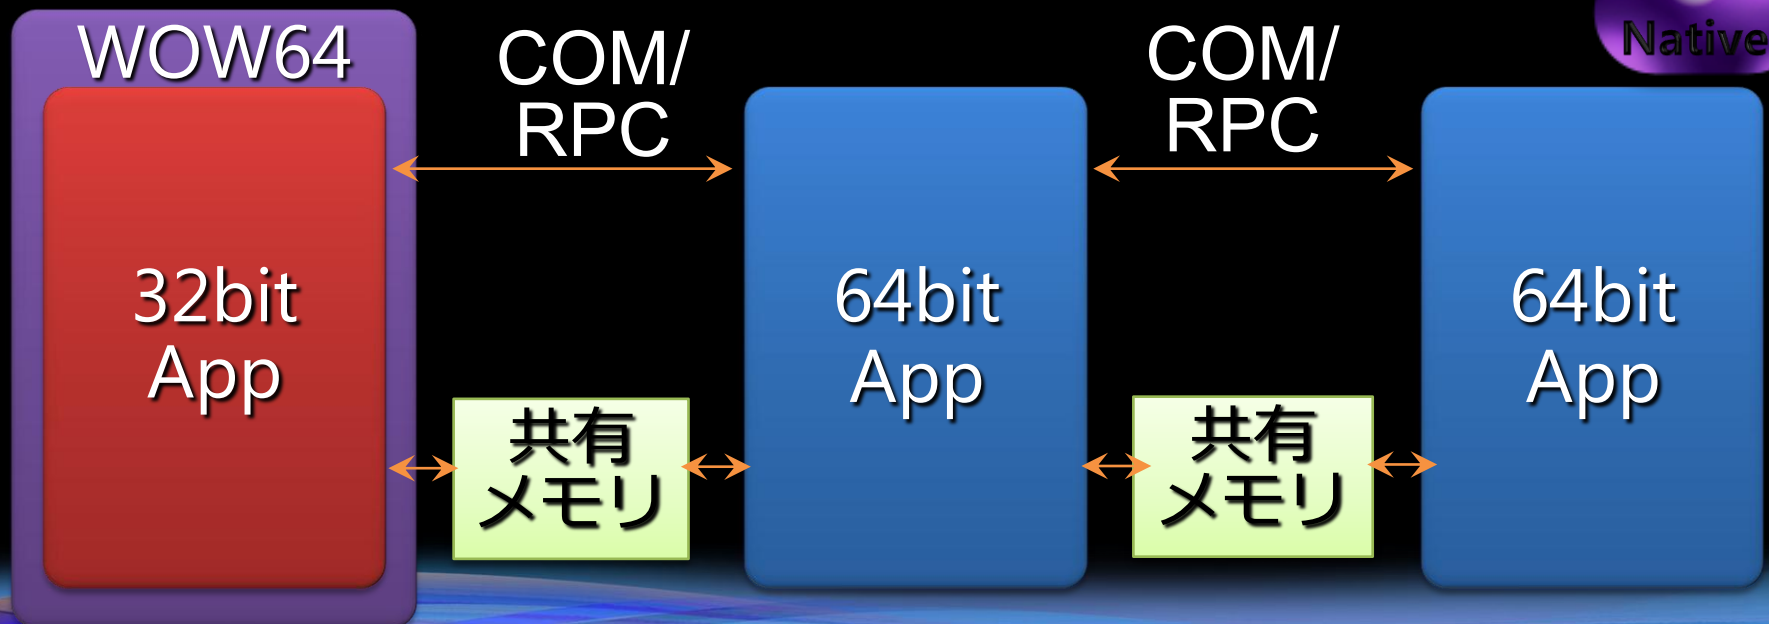 WOW64
COM/
RPC
COM/
RPC
Native
32bit
App
64bit
App
64bit
App
共有
メモリ
共有
メモリ